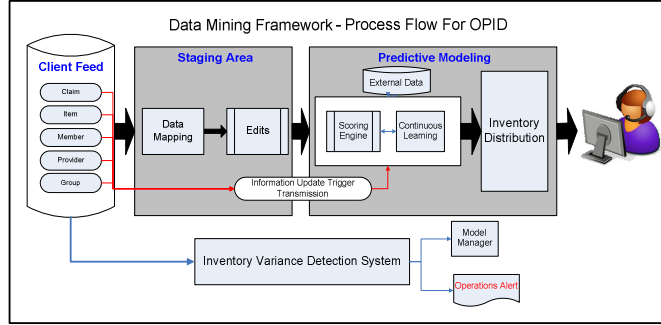 Data Mining Framework - Process Flow For OPID
Client Feed
Claim
Item
Member
Provider
Group
Staging Area
Data
Mapping
Edits
Predictive Modeling
External Data
Scoring
Engine
Continuous
Learning
Inventory
Distribution
Information Update Trigger
Transmission
Inventory Variance Detection System
Model
Manager
Operations Alert